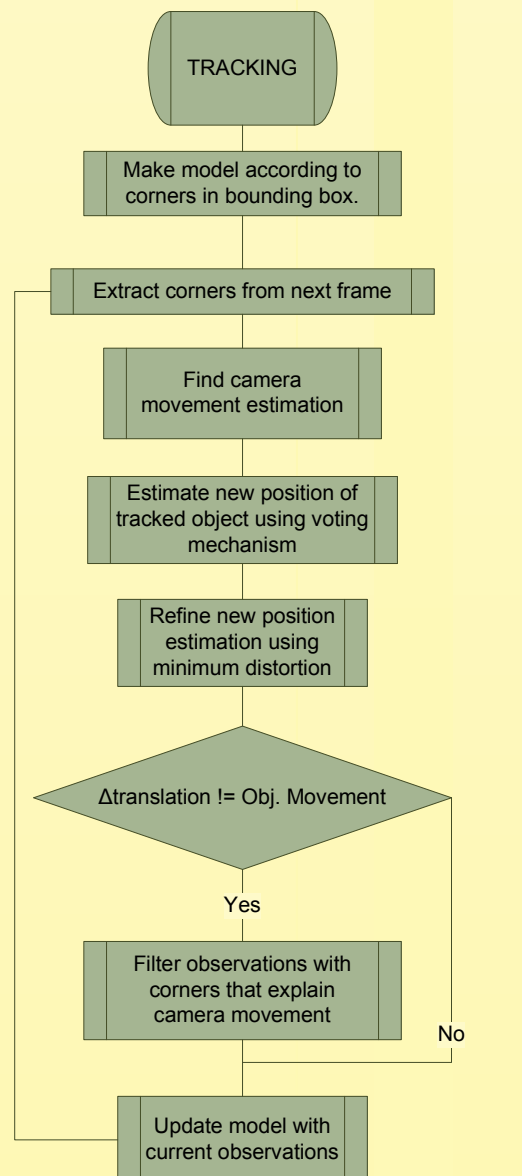 TRACKING
Make model according to
corners in bounding box.
Extract corners from next frame
Find camera
movement estimation
Estimate new position of
tracked object using voting
mechanism
Refine new position
estimation using
minimum distortion
Δtranslation != Obj. Movement
Yes
Filter observations with
corners that explain
camera movement
No
Update model with
current observations